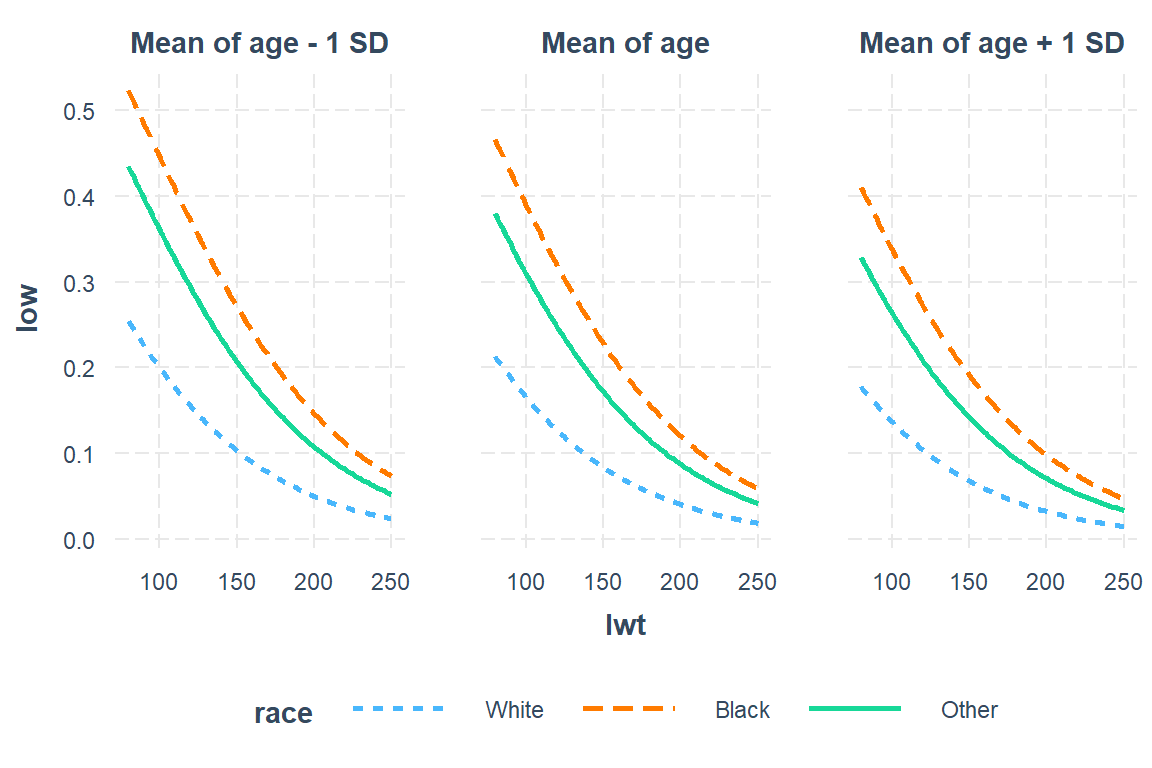 Mean of age - 1 SD Mean of age Mean of age + 1 SD
0.5
0.4
0.3
0.2
0.1
0.0
low
100 150 200 250 100 150 200 250 100 150 200 250
lwt
race White Black Other